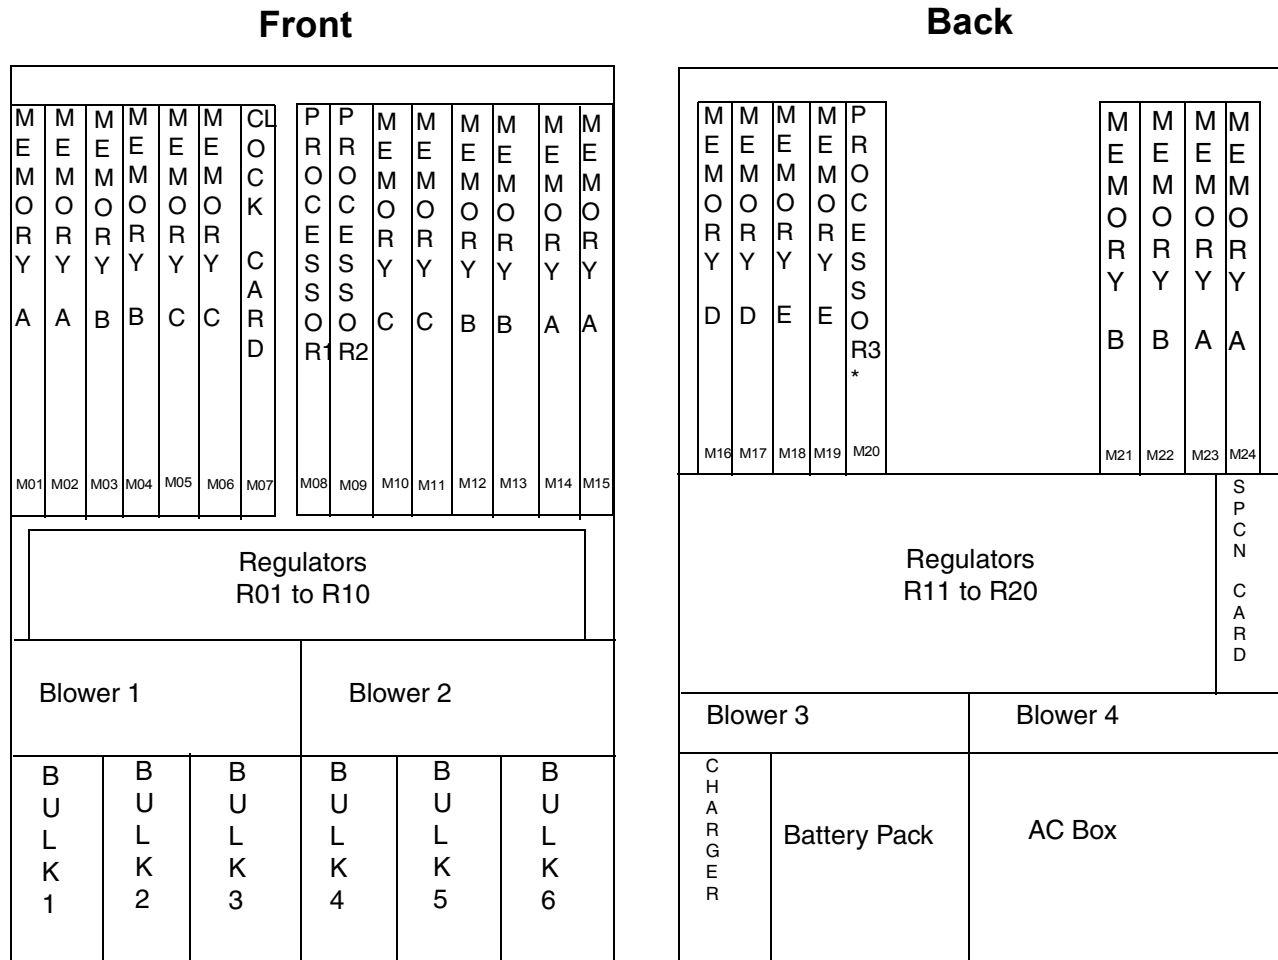 Front
MEMORY A M01
MEMORY A M02
MEMORY B M03
MEMORY B M04
MEMORY C M05
MEMORY C M06
CLOCK CARD M07
PROCESSOR1 M08
PROCESSOR2 M09
MEMORY C M10
MEMORY C M11
MEMORY B M12
MEMORY B M13
MEMORY A M14
MEMORY A M15
Regulators
R01 to R10
Blower 1
Blower 2
BULK1
BULK2
BULK3
BULK4
BULK5
BULK6
Back
MEMORY D M16
MEMORY D M17
MEMORY E M18
MEMORY E M19
PROCESSOR3* M20
MEMORY B M21
MEMORY B M22
MEMORY A M23
MEMORY A M24
Regulators
R11 to R20
SPCN CARD
Blower 3
Blower 4
CHARGER
Battery Pack
AC Box